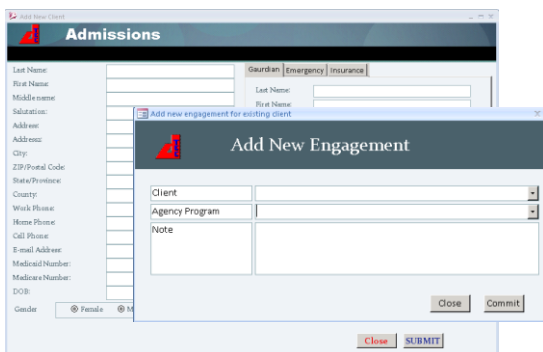 Add New Client
Admissions
Last Name:
First Name:
Middle name:
Salutation:
Address:
Address2:
City:
ZIP/Postal Code:
State/Province:
County:
Work Phone:
Home Phone:
Cell Phone:
E-mail Address:
Medicaid Number:
Medicare Number:
DOB:
Gender Female M
Gaurdian Emergency Insurance
Last Name:
First Name:
Add new engagement for existing client
Add New Engagement
Client
Agency Program
Note
Close Commit
Close SUBMIT